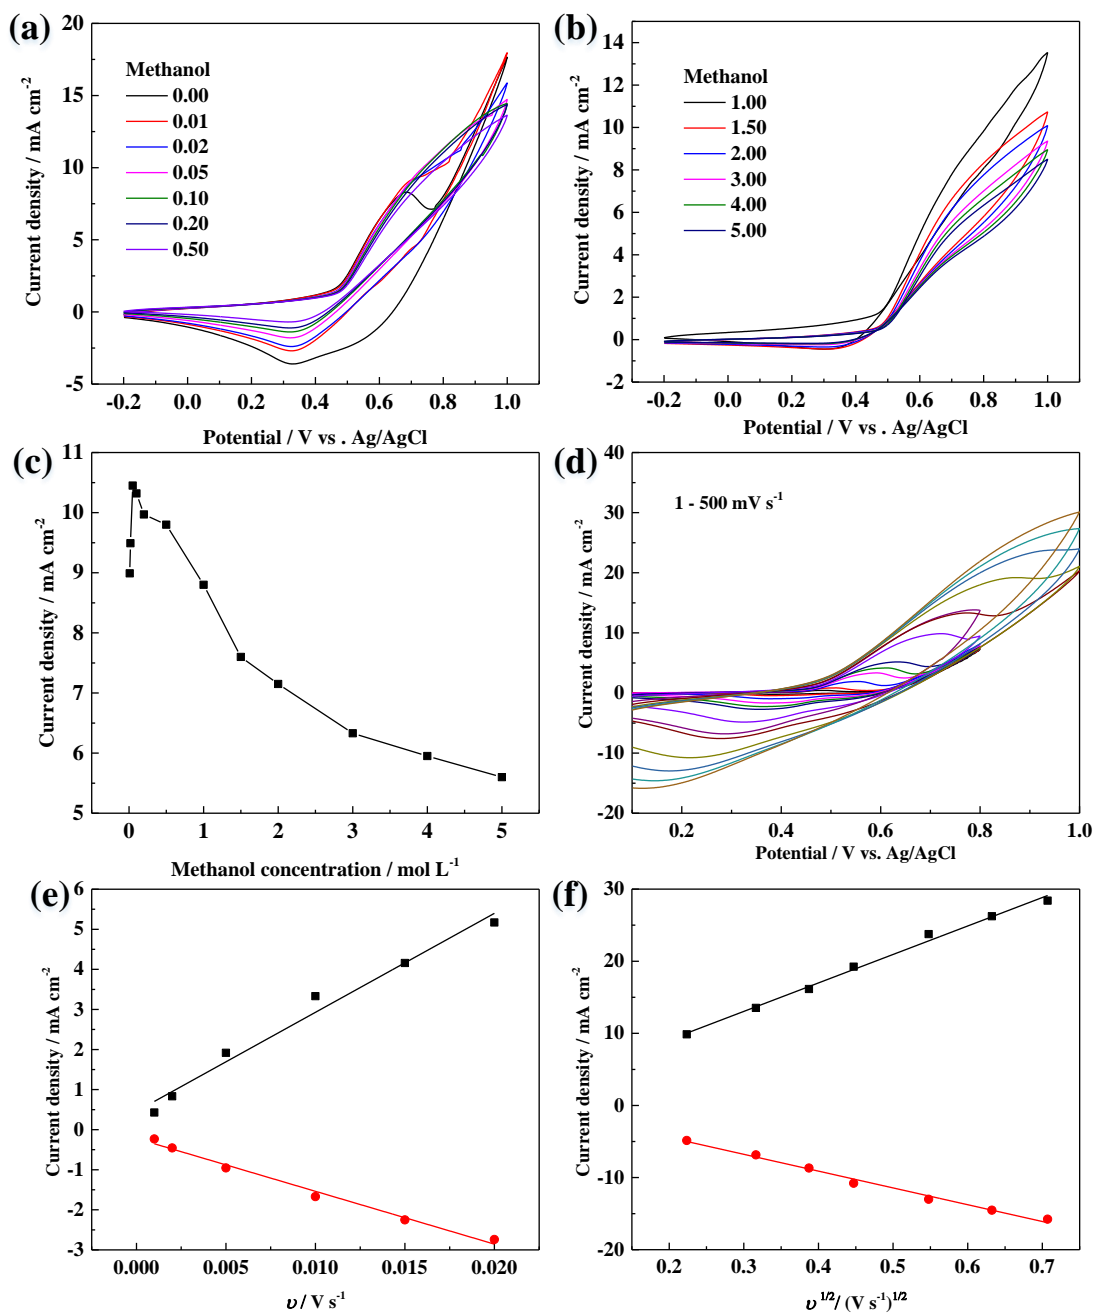 (a)
20
15
10
5
0
-5
Current density / mA cm-2
Methanol
0.00
0.01
0.02
0.05
0.10
0.20
0.50
-0.2 0.0 0.2 0.4 0.6 0.8 1.0
Potential / V vs . Ag/AgCl
(b)
14
12
10
8
6
4
2
0
-2
Current density / mA cm-2
Methanol
1.00
1.50
2.00
3.00
4.00
5.00
-0.2 0.0 0.2 0.4 0.6 0.8 1.0
Potential / V vs . Ag/AgCl
(c)
11
10
9
8
7
6
5
Current density / mA cm-2
0 1 2 3 4 5
Methanol concentration / mol L-1
(d)
40
30
20
10
0
-10
-20
Current density / mA cm-2
1 - 500 mV s-1
0.2 0.4 0.6 0.8 1.0
Potential / V vs. Ag/AgCl
(e)
6
5
4
3
2
1
0
-1
-2
-3
Current density / mA cm-2
0.000 0.005 0.010 0.015 0.020
υ / V s-1
(f)
30
20
10
0
-10
-20
Current density / mA cm-2
0.2 0.3 0.4 0.5 0.6 0.7
υ 1/2/ (V s-1)1/2